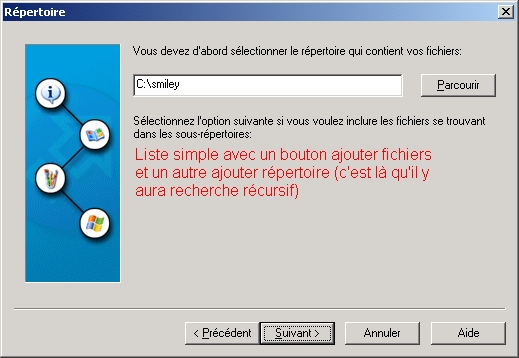 Répertoire
Vous devez d'abord sélectionner le répertoire qui contient vos fichiers:
C:\smiley
Parcourir
Sélectionnez l'option suivante si vous voulez inclure les fichiers se trouvant
dans les sous-répertoires:
Liste simple avec un bouton ajouter fichiers
et un autre ajouter répertoire (c'est là qu'il y
aura recherche récursif)
< Précédent
Suivant >
Annuler
Aide